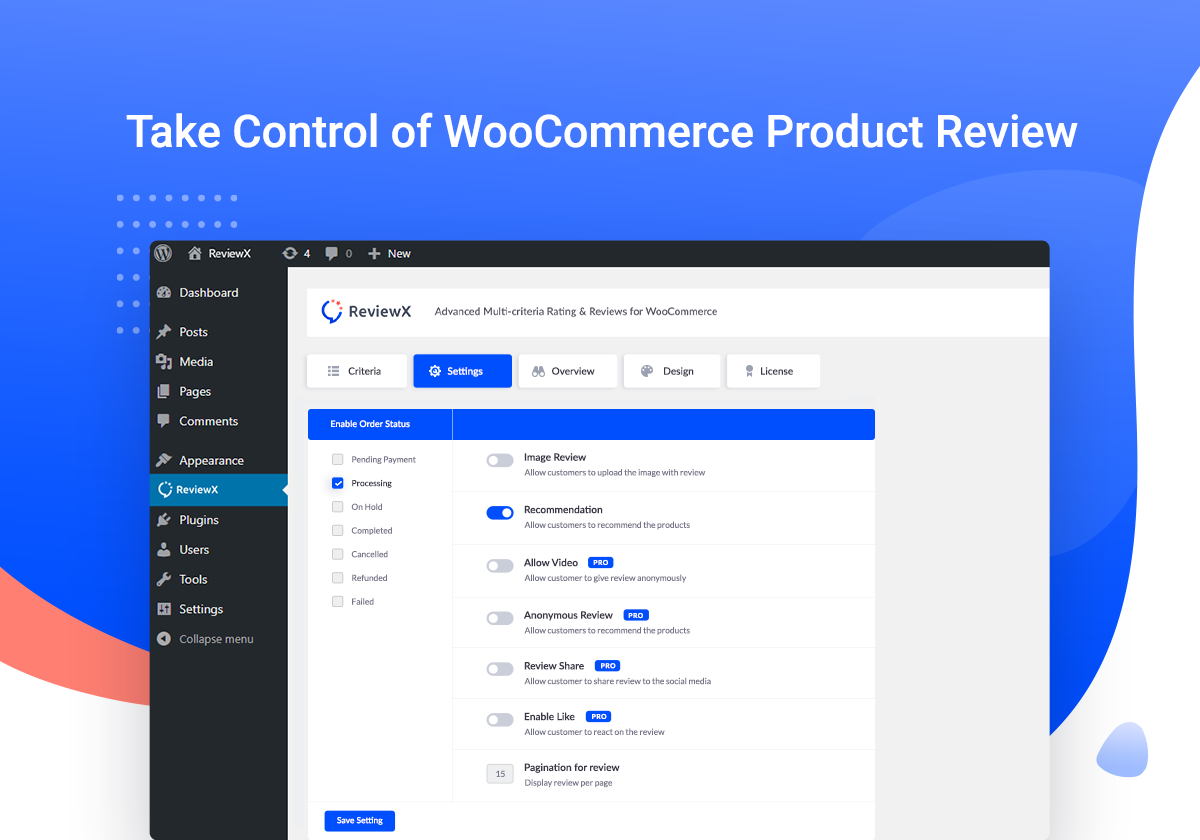 Take Control of WooCommerce Product Review
ReviewX 4 0 New
Dashboard
Posts
Media
Pages
Comments
Appearance
ReviewX
Plugins
Users
Tools
Settings
Collapse menu
ReviewX Advanced Multi-criteria Rating & Reviews for WooCommerce
Criteria Settings Overview Design License
Enable Order Status
Pending Payment
Processing
On Hold
Completed
Cancelled
Refunded
Failed
Image Review
Allow customers to upload the image with review
Recommendation
Allow customers to recommend the products
Allow Video PRO
Allow customer to give review anonymously
Anonymous Review PRO
Allow customers to recommend the products
Review Share PRO
Allow customer to share review to the social media
Enable Like PRO
Allow customer to react on the review
15 Pagination for review
Display review per page
Save Setting